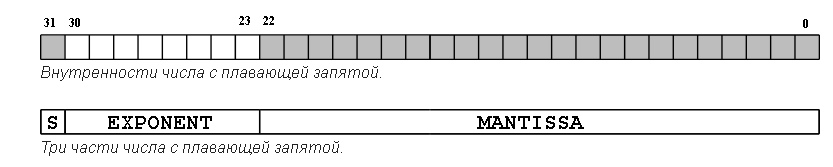 31 30 23 22 0
Внутренности числа с плавающей запятой.
S EXPONENT MANTISSA
Три части числа с плавающей запятой.